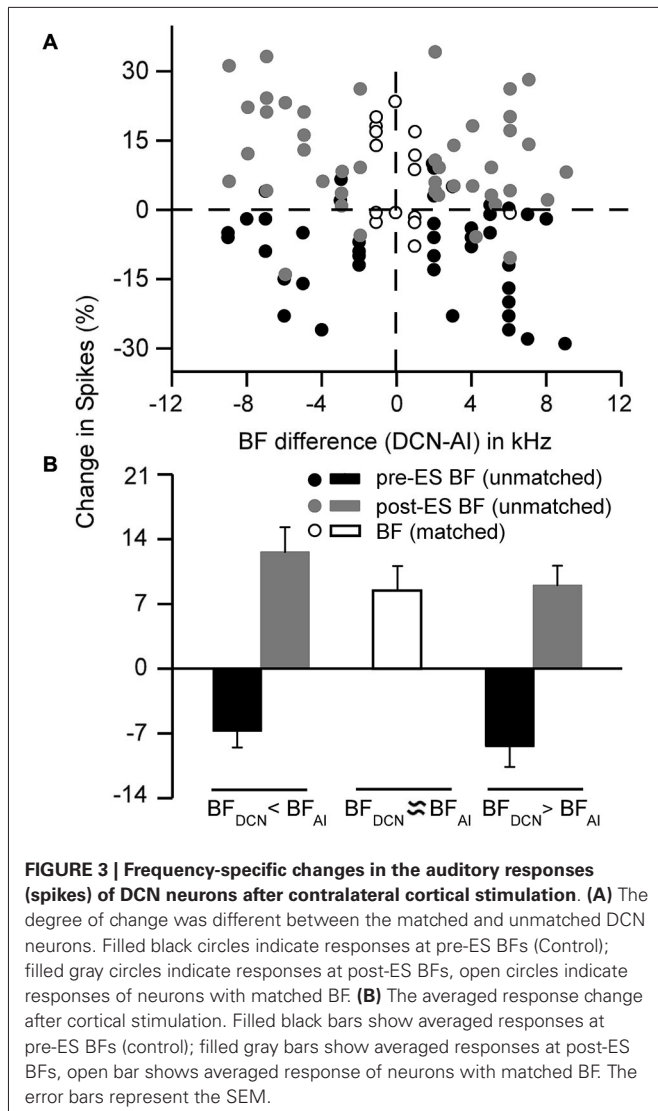 A
30
15
0
-15
-30
-12 -8 -4 0 4 8 12
BF difference (DCN-AI) in kHz
Change in Spikes (%)
B
21
14
7
0
-7
-14
pre-ES BF (unmatched)
post-ES BF (unmatched)
BF (matched)
BF_DCN < BF_AI BF_DCN ≈ BF_AI BF_DCN > BF_AI
FIGURE 3 | Frequency-specific changes in the auditory responses
(spikes) of DCN neurons after contralateral cortical stimulation. (A) The
degree of change was different between the matched and unmatched DCN
neurons. Filled black circles indicate responses at pre-ES BFs (Control);
filled gray circles indicate responses at post-ES BFs, open circles indicate
responses of neurons with matched BF. (B) The averaged response change
after cortical stimulation. Filled black bars show averaged responses at
pre-ES BFs (control); filled gray bars show averaged responses at post-ES
BFs, open bar shows averaged response of neurons with matched BF. The
error bars represent the SEM.